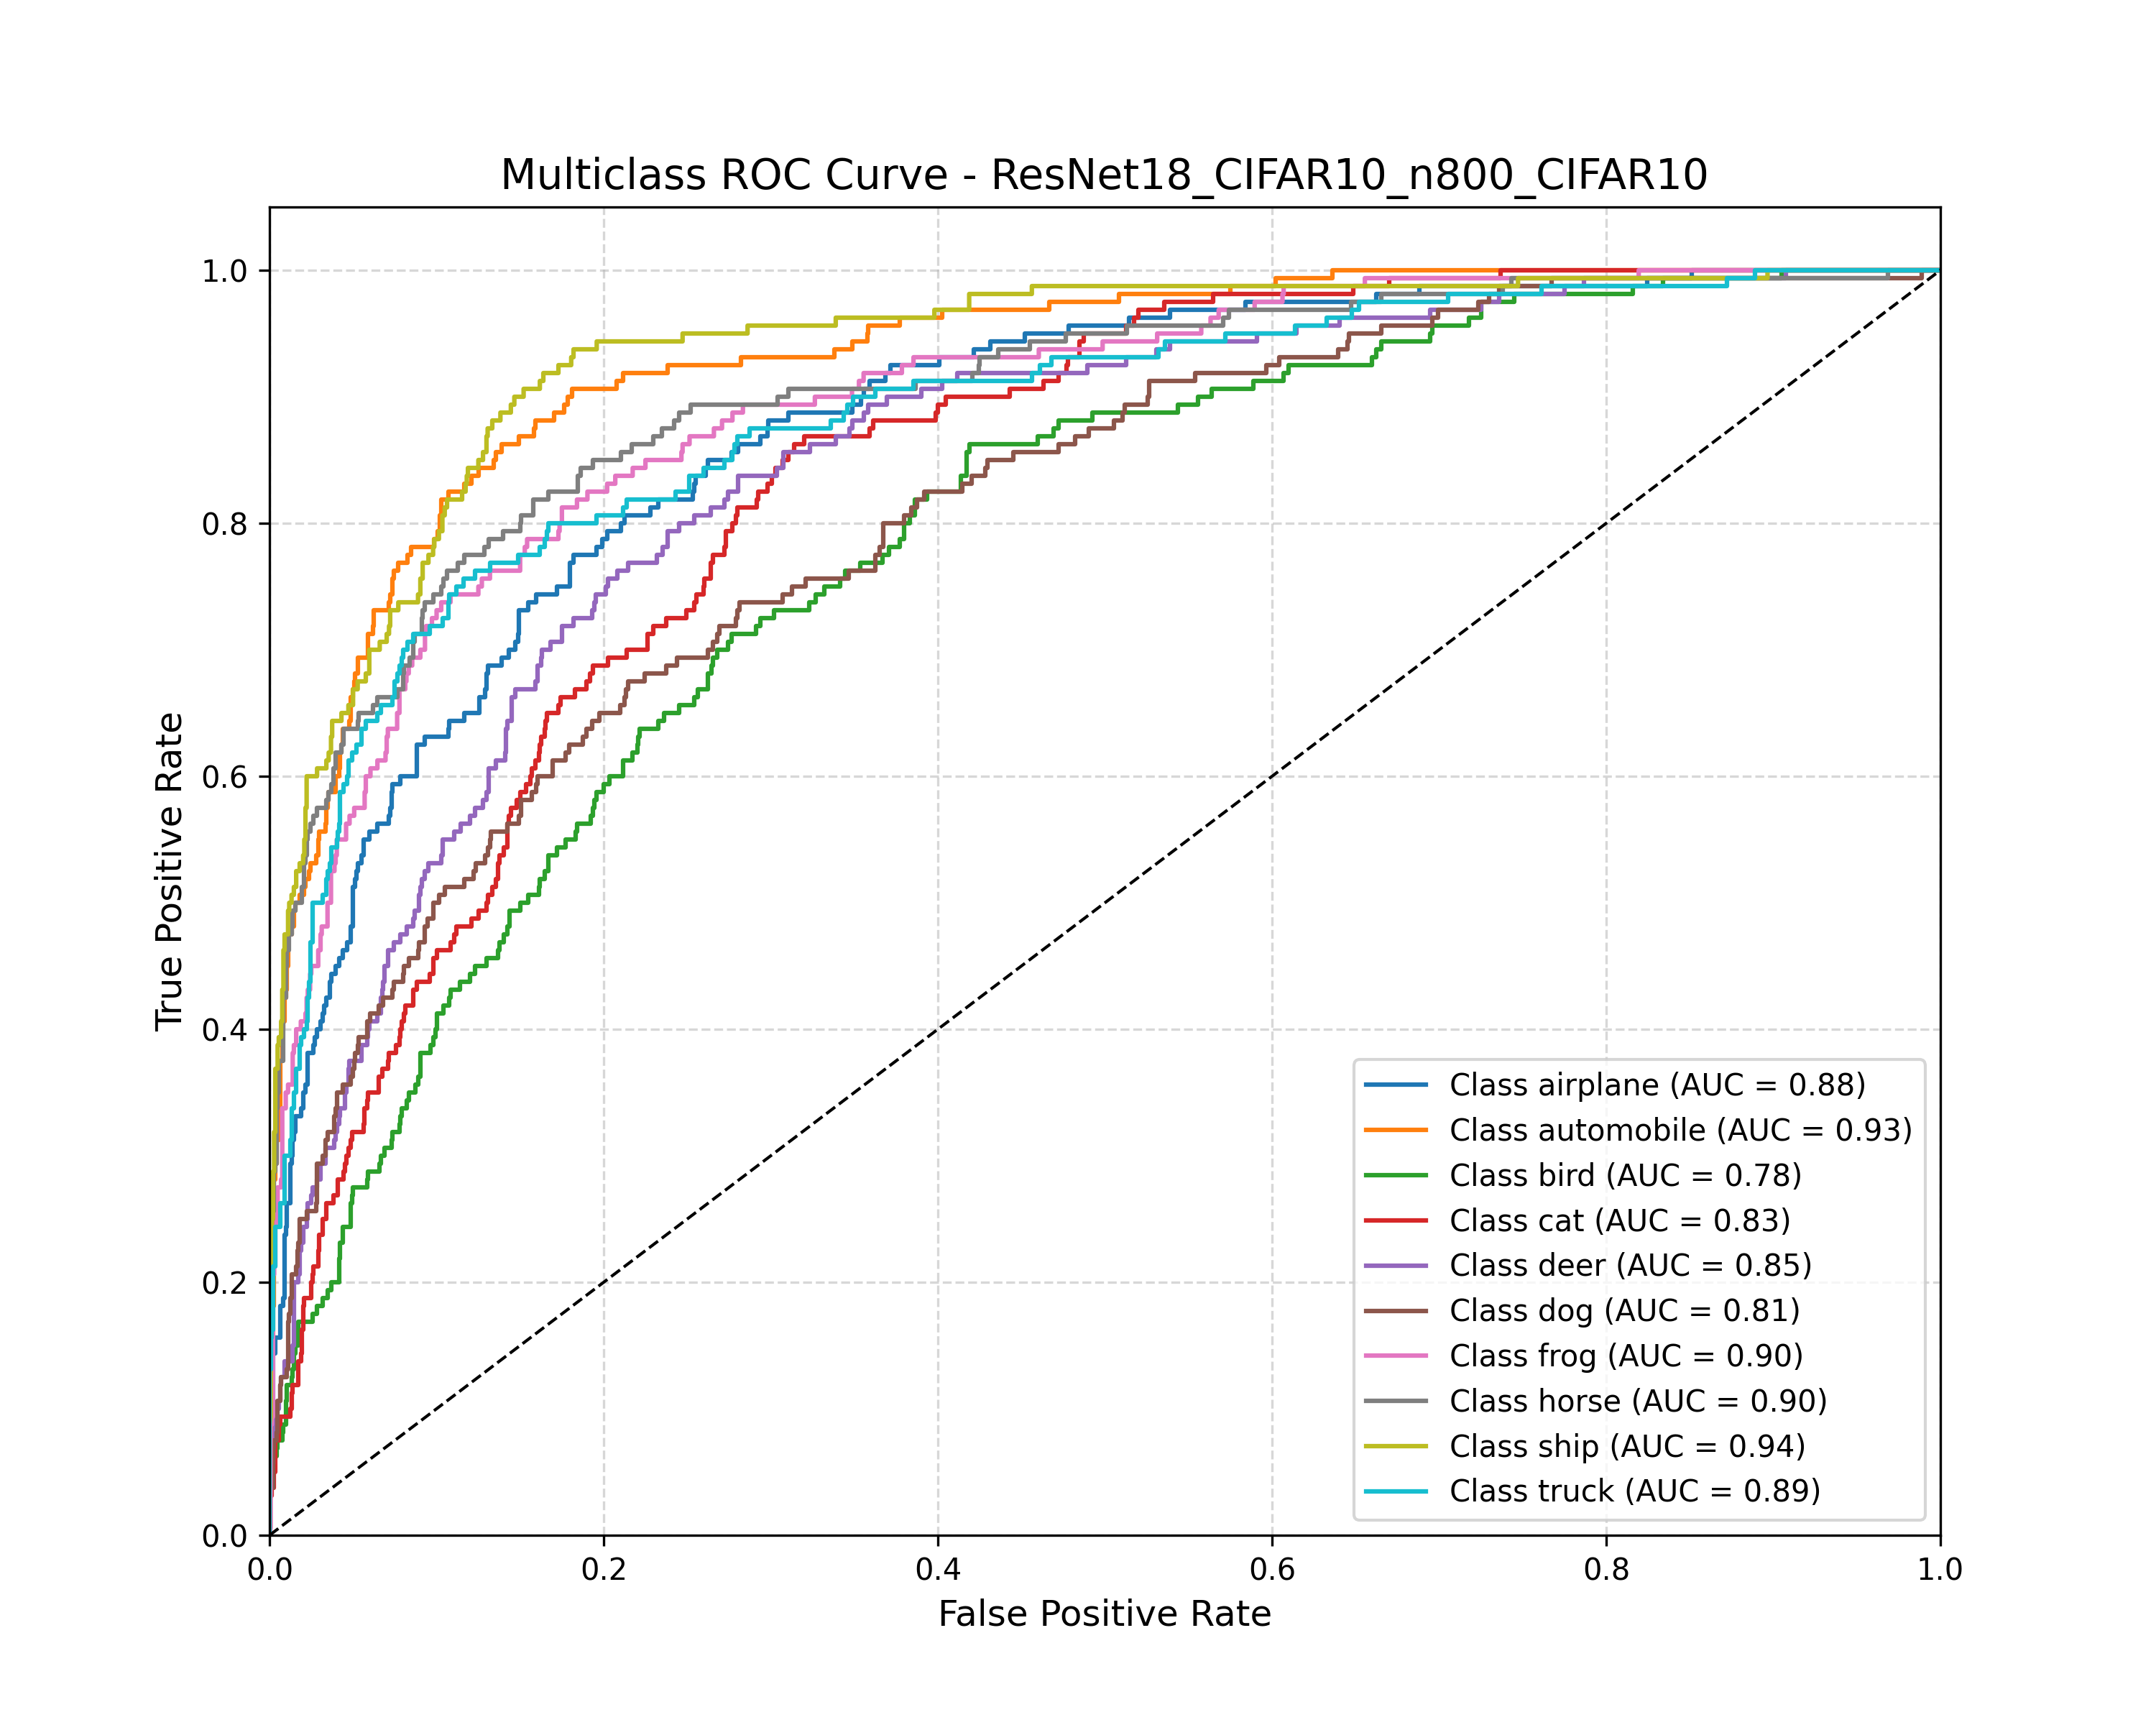 Multiclass ROC Curve - ResNet18_CIFAR10_n800_CIFAR10
True Positive Rate
1.0
0.8
0.6
0.4
0.2
0.0
Class airplane (AUC = 0.88)
Class automobile (AUC = 0.93)
Class bird (AUC = 0.78)
Class cat (AUC = 0.83)
Class deer (AUC = 0.85)
Class dog (AUC = 0.81)
Class frog (AUC = 0.90)
Class horse (AUC = 0.90)
Class ship (AUC = 0.94)
Class truck (AUC = 0.89)
0.0 0.2 0.4 0.6 0.8 1.0
False Positive Rate